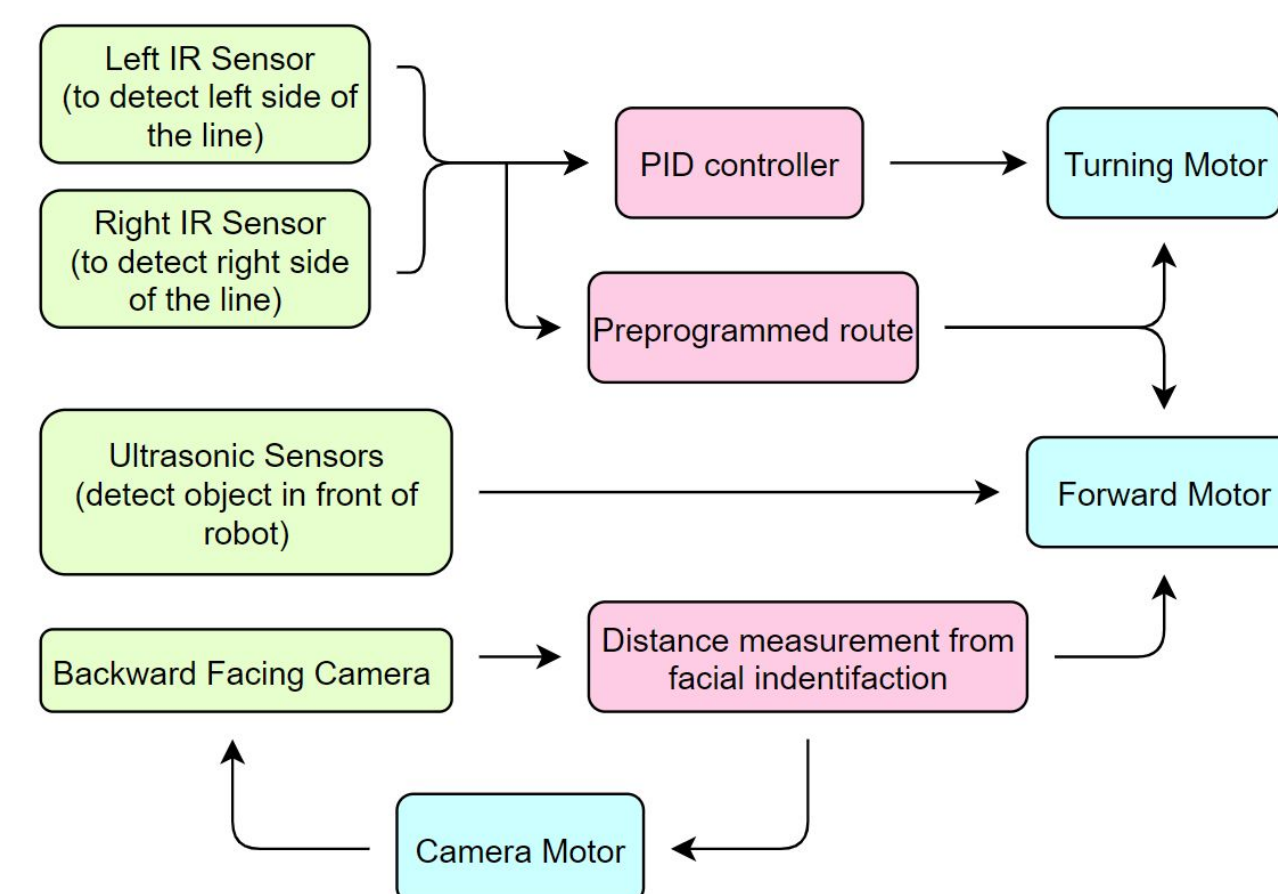 Left IR Sensor
(to detect left side of
the line)
Right IR Sensor
(to detect right side
of the line)
PID controller
Turning Motor
Preprogrammed route
Ultrasonic Sensors
(detect object in front of
robot)
Forward Motor
Backward Facing Camera
Distance measurement from
facial indentifaction
Camera Motor